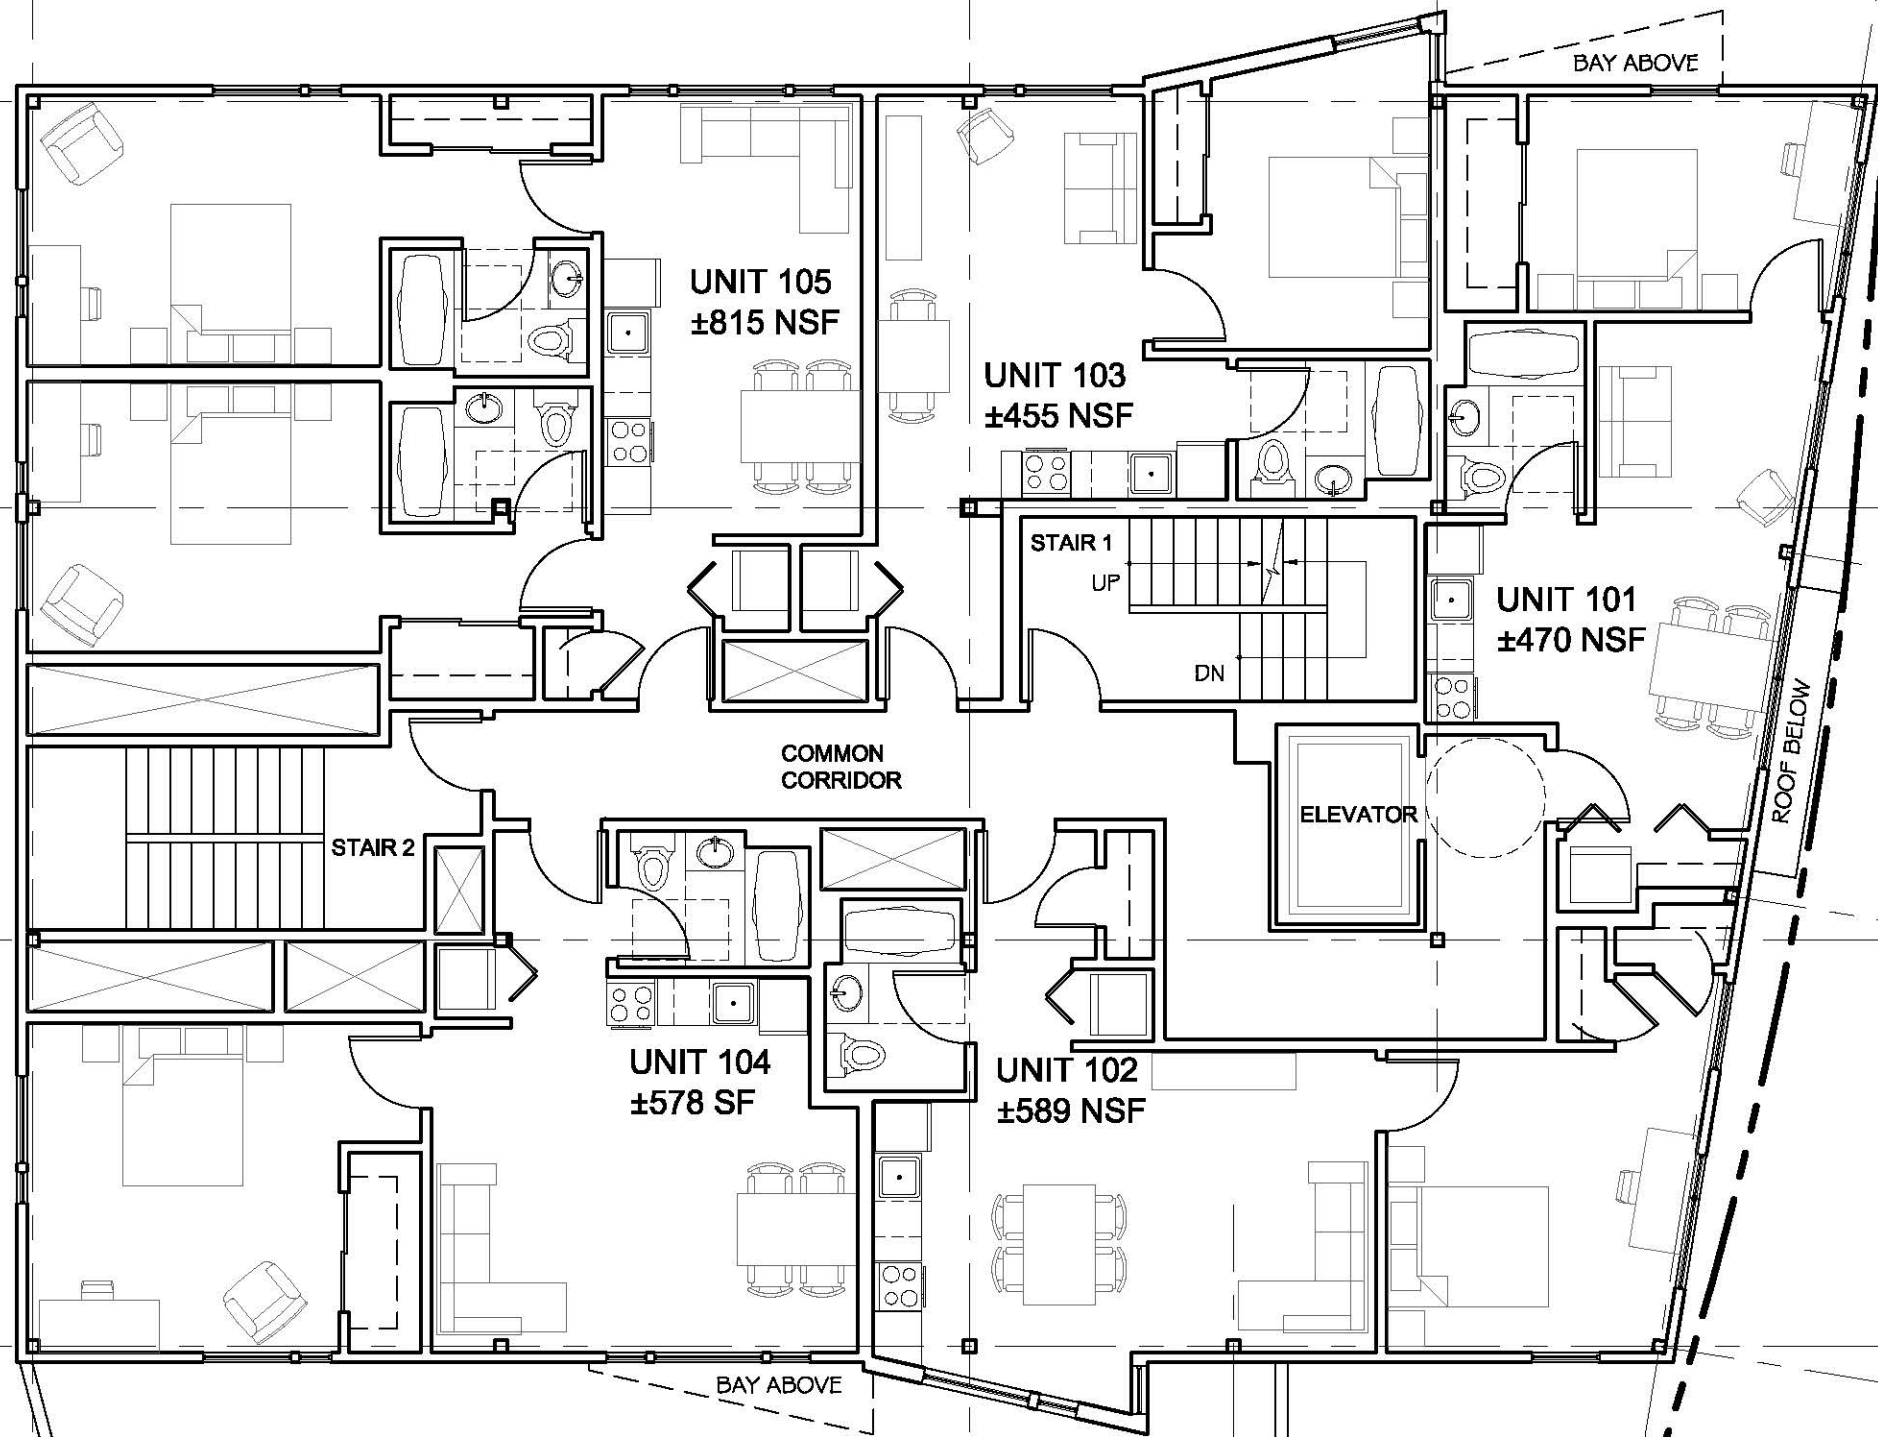 BAY ABOVE
UNIT 105
±815 NSF
UNIT 103
±455 NSF
STAIR 1
UP
DN
UNIT 101
±470 NSF
ROOF BELOW
COMMON
CORRIDOR
ELEVATOR
STAIR 2
UNIT 104
±578 SF
UNIT 102
±589 NSF
BAY ABOVE